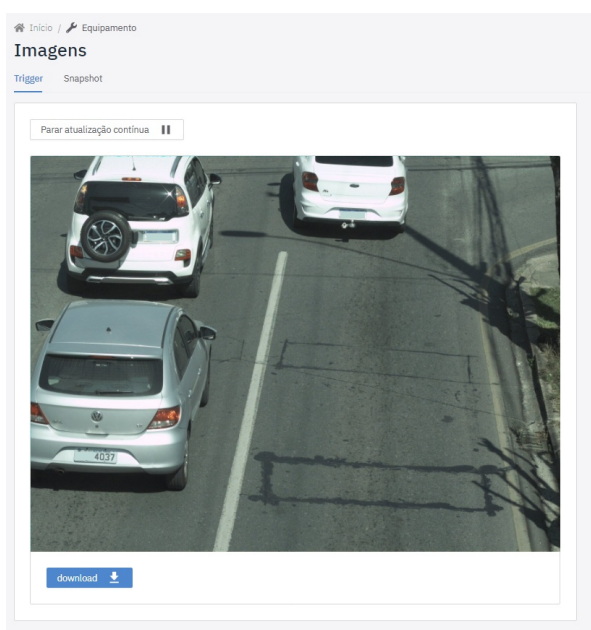 Início / Equipamento
Imagens
Trigger Snapshot
Parar atualização contínua
4037
download